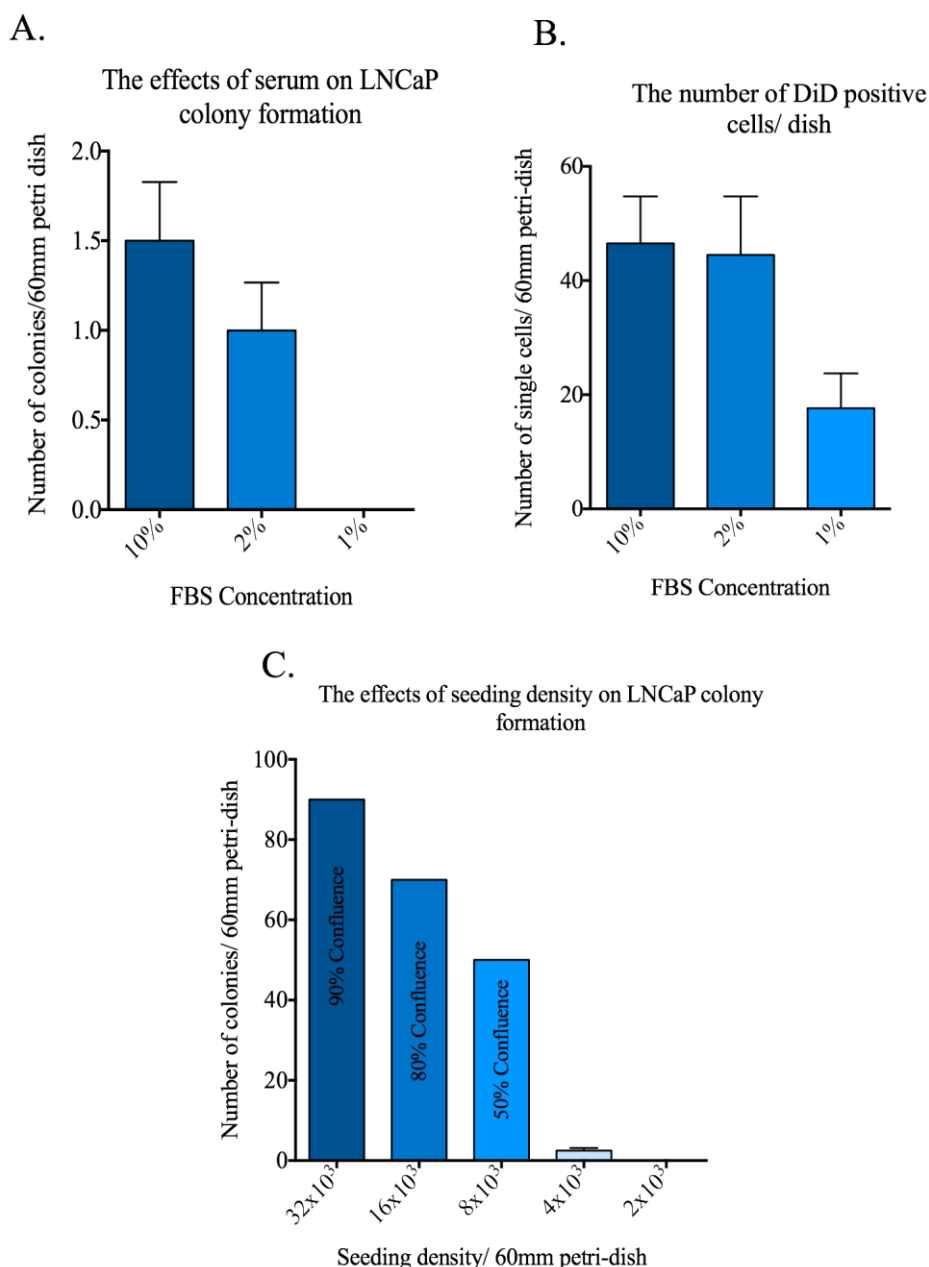 A.
The effects of serum on LNCaP
colony formation
Number of colonies/60mm petri dish
2.0
1.5
1.0
0.5
0.0
10%
2%
1%
FBS Concentration
B.
The number of DiD positive
cells/ dish
Number of single cells/ 60mm petri-dish
60
40
20
0
10%
2%
1%
FBS Concentration
C.
The effects of seeding density on LNCaP colony
formation
Number of colonies/ 60mm petri-dish
100
80
60
40
20
0
90% Confluence
80% Confluence
50% Confluence
32x10³
16x10³
8x10³
4x10³
2x10³
Seeding density/ 60mm petri-dish